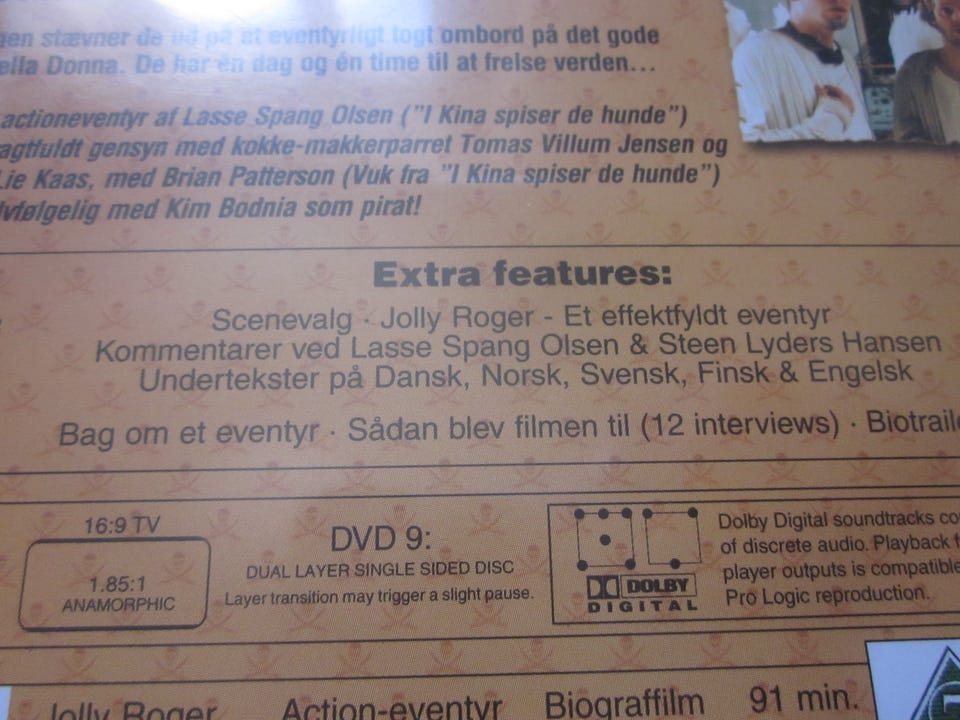 stævner de ud på et eventyrligt togt ombord på det gode
Donna. De har én dag og én time til at frelse verden...
actioneventyr af Lasse Spang Olsen ("I Kina spiser de hunde")
gensyn med kokke-makkerparret Tomas Villum Jensen og
Lie Kaas, med Brian Patterson (Vuk fra "I Kina spiser de hunde")
med Kim Bodnia som pirat!
Extra features:
Scenevalg · Jolly Roger - Et effektfyldt eventyr
Kommentarer ved Lasse Spang Olsen & Steen Lyders Hansen
Undertekster på Dansk, Norsk, Svensk, Finsk & Engelsk
Bag om et eventyr · Sådan blev filmen til (12 interviews) · Biotraile
16:9 TV
1.85:1
ANAMORPHIC
DVD 9:
DUAL LAYER SINGLE SIDED DISC
Layer transition may trigger a slight pause.
DOLBY
DIGITAL
Dolby Digital soundtracks co
of discrete audio. Playback
player outputs is compatible
Pro Logic reproduction.
Jolly Roger Action-eventyr Biograffilm 91 min.